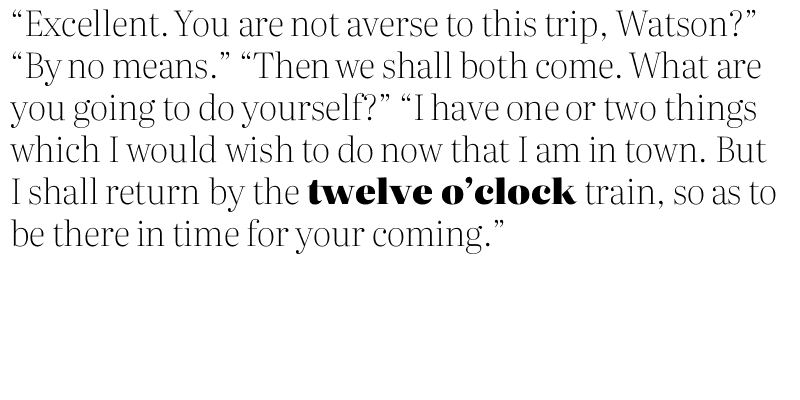 “Excellent. You are not averse to this trip, Watson?”
“By no means.” “Then we shall both come. What are
you going to do yourself?” “I have one or two things
which I would wish to do now that I am in town. But
I shall return by the twelve o’clock train, so as to
be there in time for your coming.”